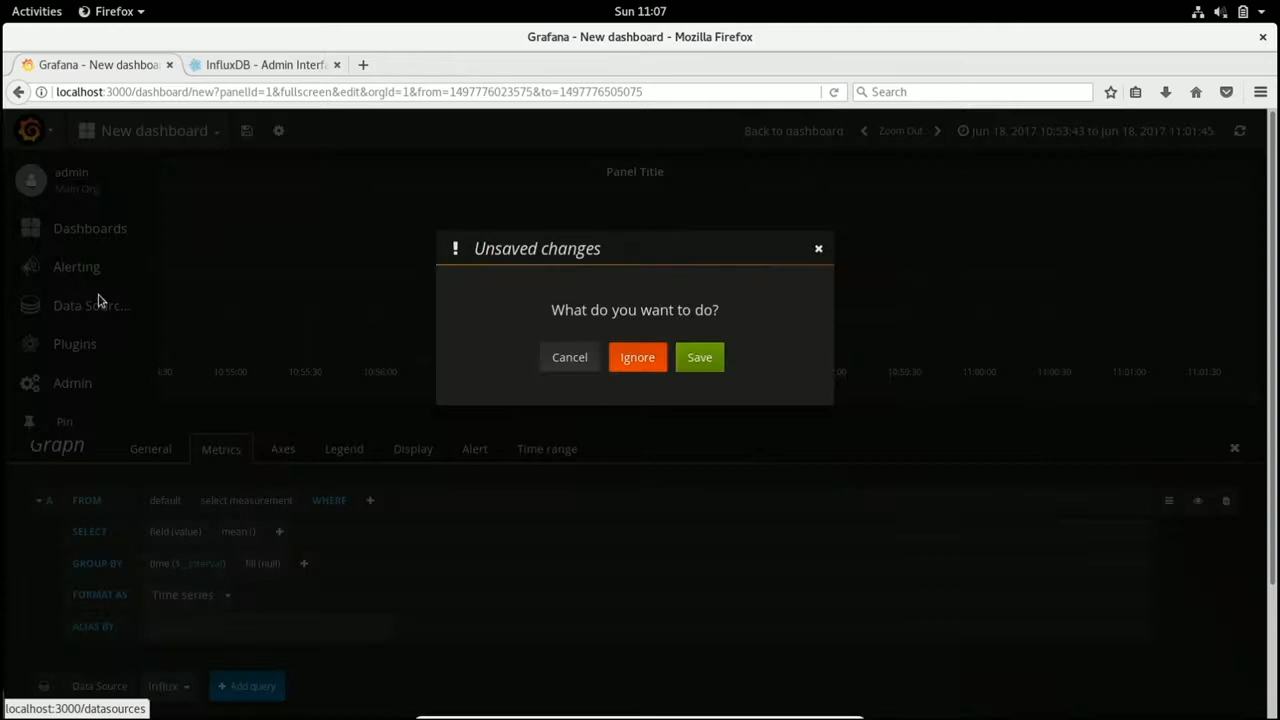 Activities Firefox Sun 11:07
Grafana - New dashboard - Mozilla Firefox
Grafana - New dashboa InfluxDB - Admin Interfa
localhost:3000/dashboard/new?panelId=1&fullscreen&edit&orgId=1&from=1497776023575&to=1497776505075 Search
New dashboard Back to dashboard Zoom Out Jun 18, 2017 10:53:43 to Jun 18, 2017 11:01:45
admin
Main Org.
Panel Title
Dashboards
Unsaved changes
Alerting
Data Sourc...
What do you want to do?
Plugins
Cancel Ignore Save
:30 10:55:00 10:55:30 10:56:00 :00 10:59:30 11:00:00 11:00:30 11:01:00 11:01:30
Admin
Pin
Graph General Metrics Axes Legend Display Alert Time range
A FROM default select measurement WHERE +
SELECT field (value) mean () +
GROUP BY time ($__interval) fill (null) +
FORMAT AS Time series
ALIAS BY
Data Source Influx + Add query
localhost:3000/datasources